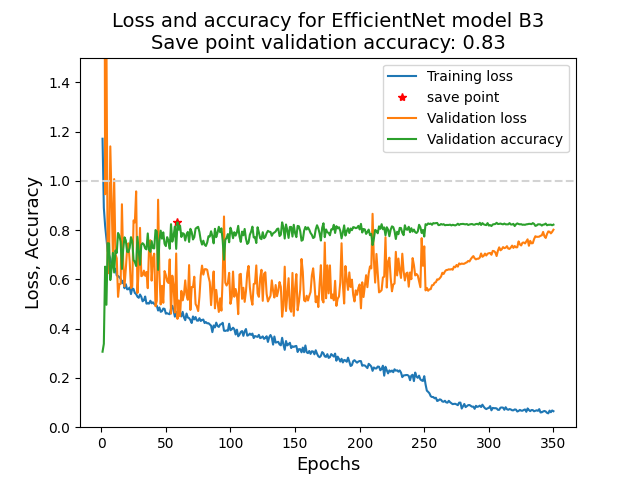 Loss and accuracy for EfficientNet model B3
Save point validation accuracy: 0.83
Training loss
save point
Validation loss
Validation accuracy
Loss, Accuracy
1.4
1.2
1.0
0.8
0.6
0.4
0.2
0.0
0 50 100 150 200 250 300 350
Epochs